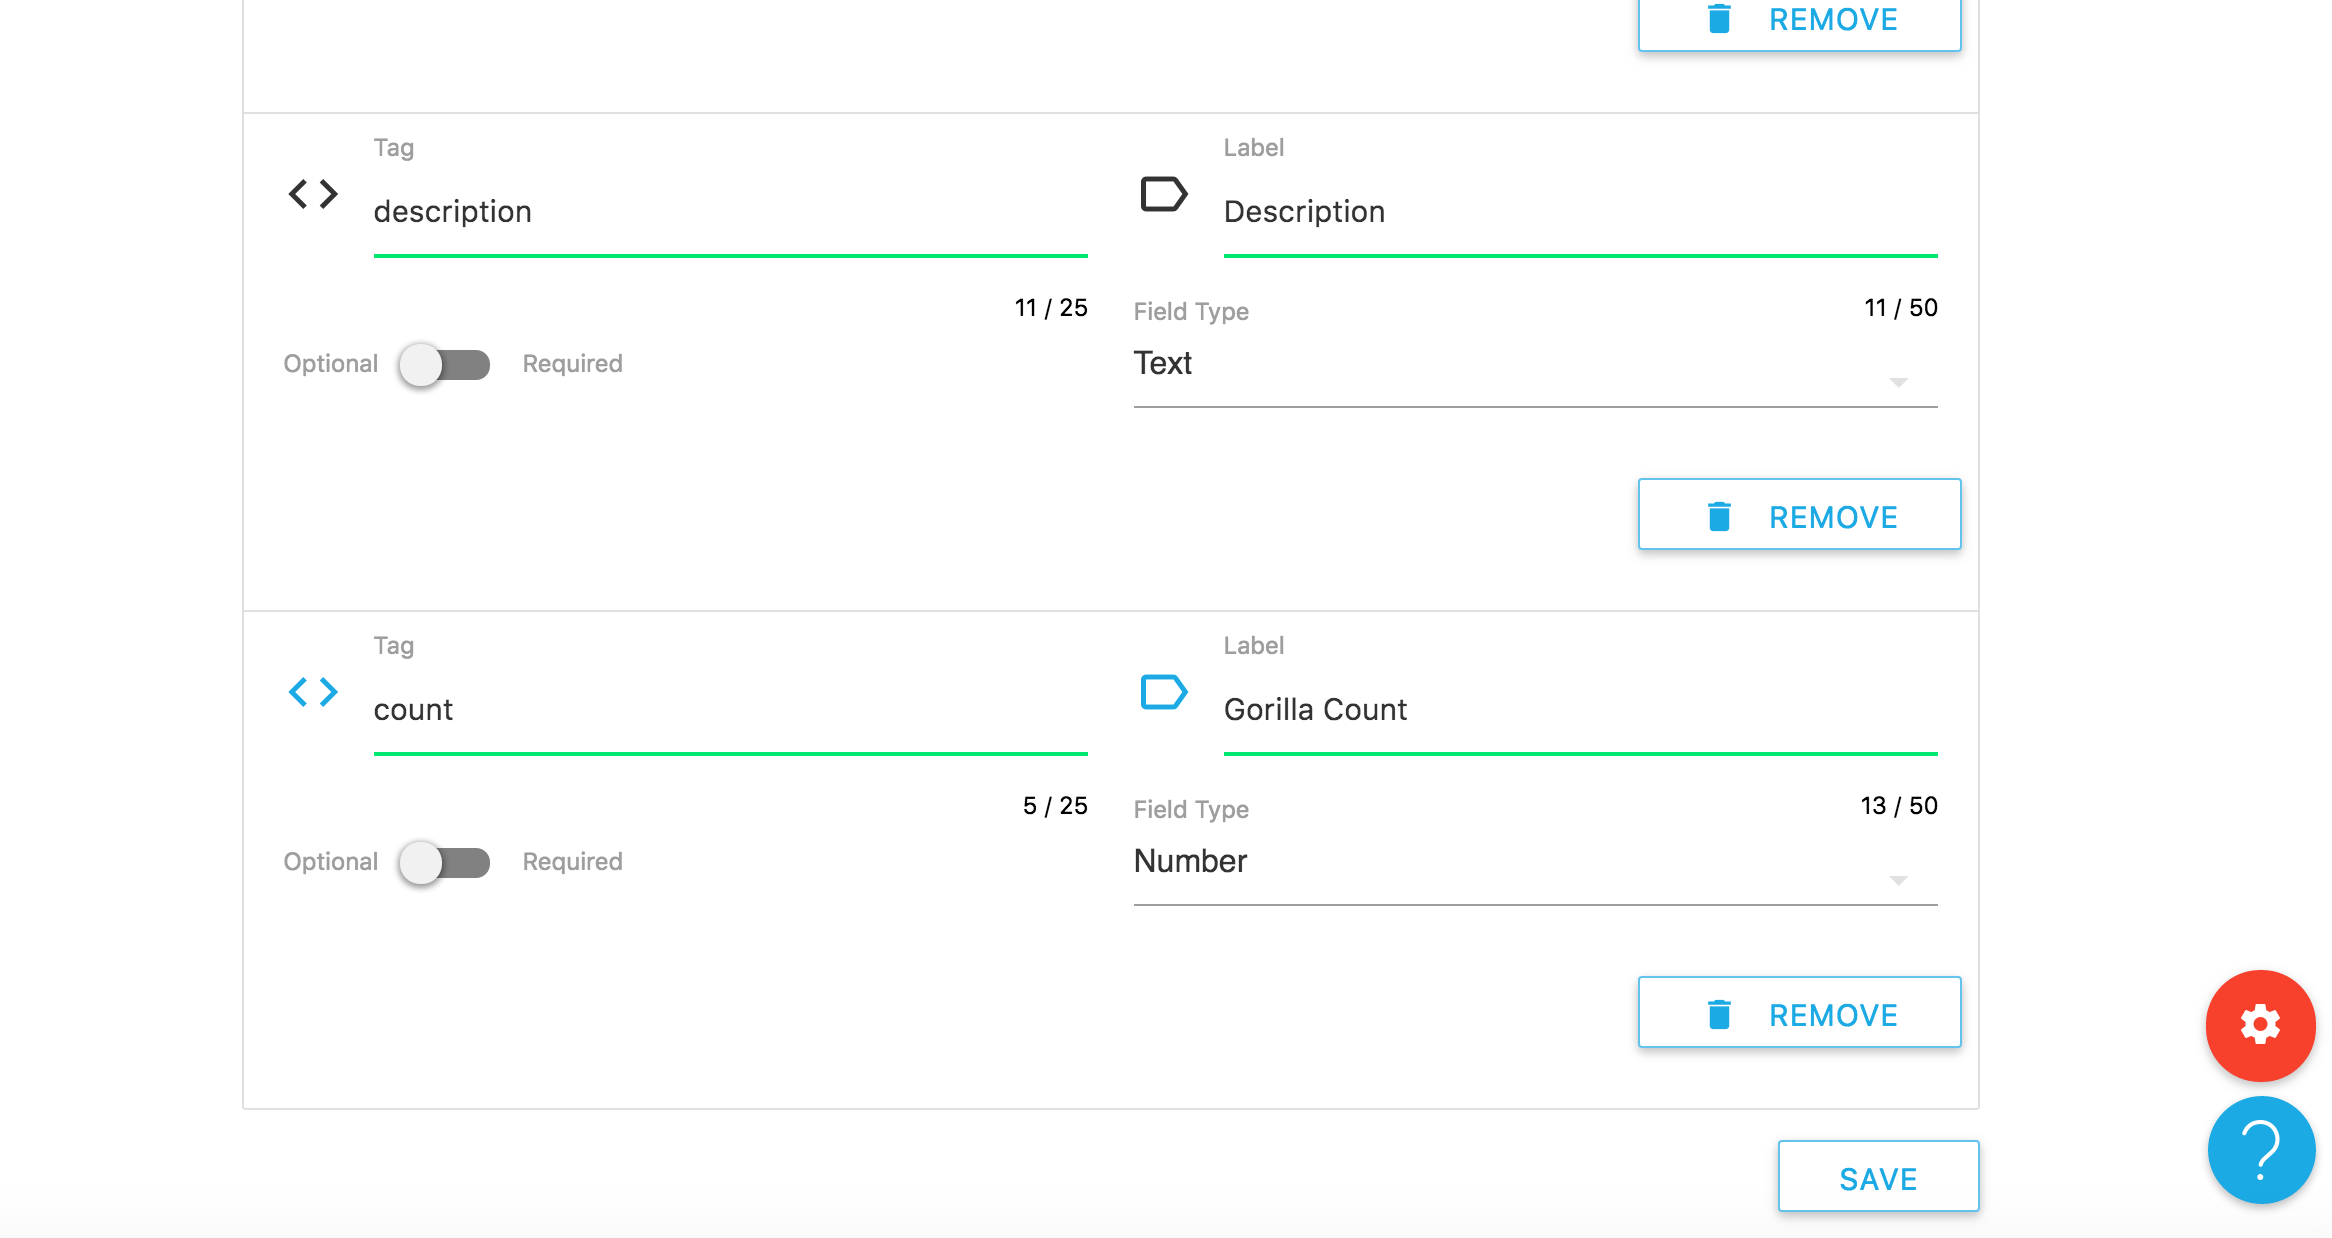 REMOVE
Tag Label
description Description
11 / 25 Field Type 11 / 50
Optional Required Text
REMOVE
Tag Label
count Gorilla Count
5 / 25 Field Type 13 / 50
Optional Required Number
REMOVE
SAVE
?